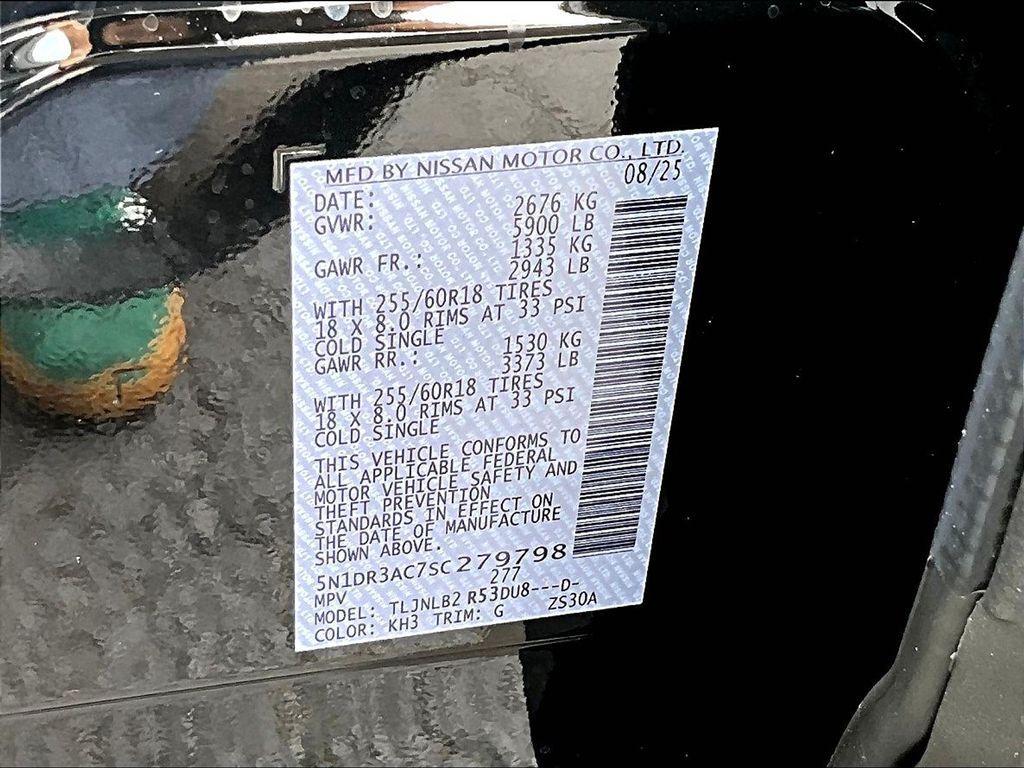 MFD BY NISSAN MOTOR CO., LTD.
DATE: 08/25
GVWR: 2676 KG
5900 LB
GAWR FR.: 1335 KG
2943 LB
WITH 255/60R18 TIRES
18 X 8.0 RIMS AT 33 PSI
COLD SINGLE
GAWR RR.: 1530 KG
3373 LB
WITH 255/60R18 TIRES
18 X 8.0 RIMS AT 33 PSI
COLD SINGLE
THIS VEHICLE CONFORMS TO
ALL APPLICABLE FEDERAL
MOTOR VEHICLE SAFETY AND
THEFT PREVENTION
STANDARDS IN EFFECT ON
THE DATE OF MANUFACTURE
SHOWN ABOVE.
5N1DR3AC7SC279798
MPV 277
MODEL: TLJNLB2 R53DU8---D-
COLOR: KH3 TRIM: G ZS30A